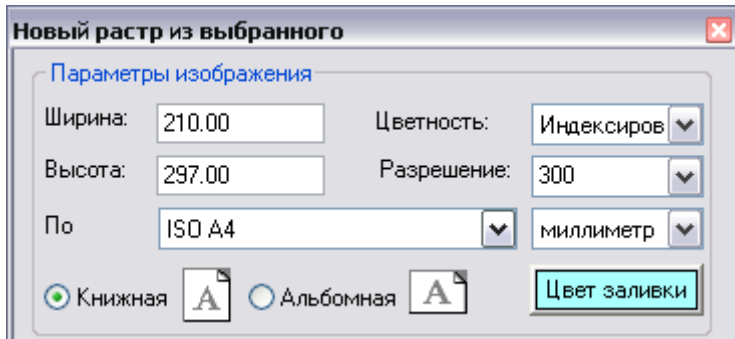 Новый растр из выбранного
Параметры изображения
Ширина: 210.00 Цветность: Индексиров
Высота: 297.00 Разрешение: 300
По ISO A4 миллиметр
Книжная A Альбомная A Цвет заливки